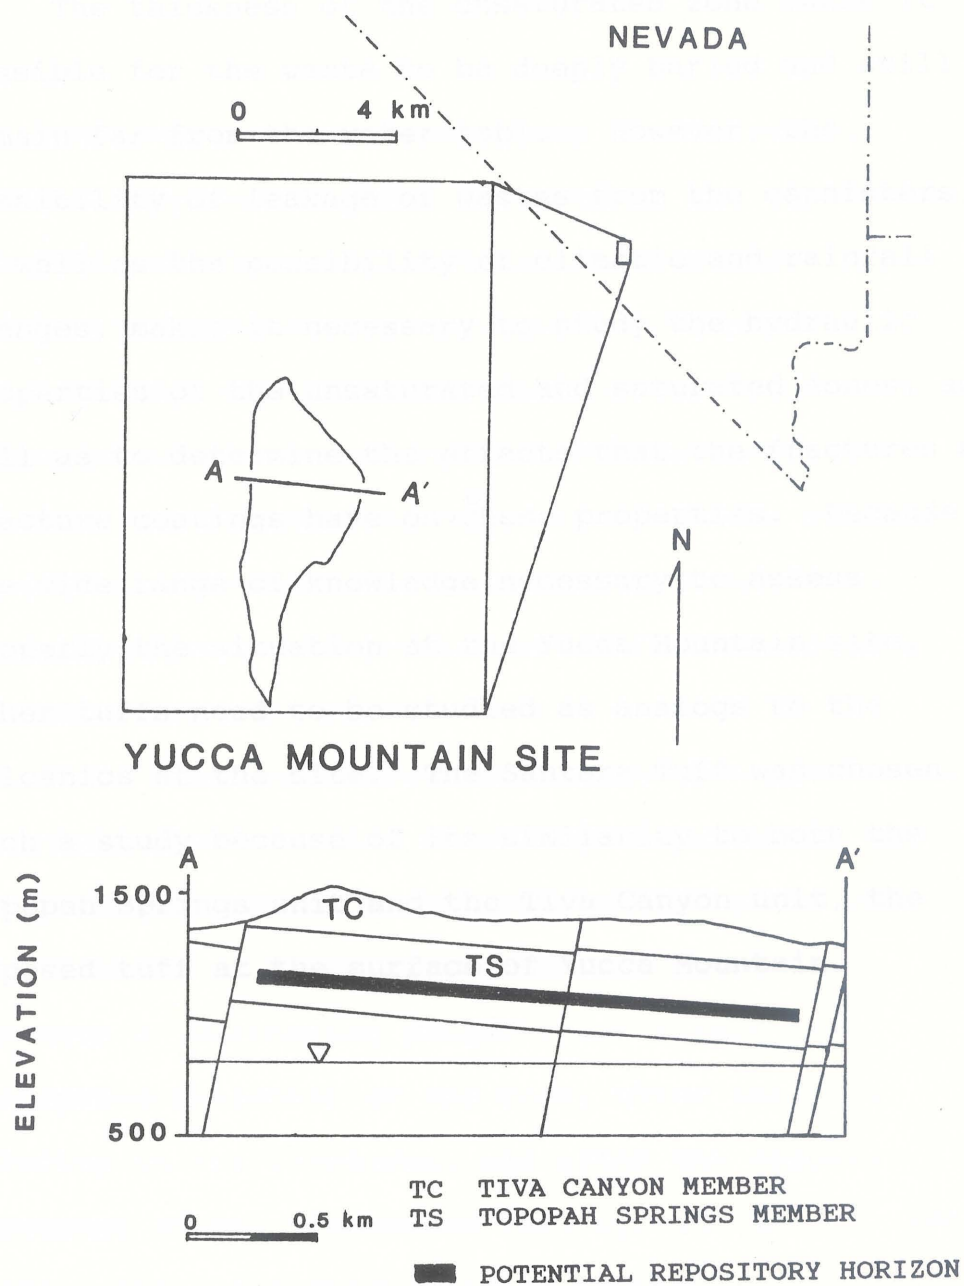 NEVADA
0 4 km
A A'
N
YUCCA MOUNTAIN SITE
A A'
1500
TC
TS
ELEVATION (m)
500
TC TIVA CANYON MEMBER
0 0.5 km TS TOPOPAH SPRINGS MEMBER
POTENTIAL REPOSITORY HORIZON